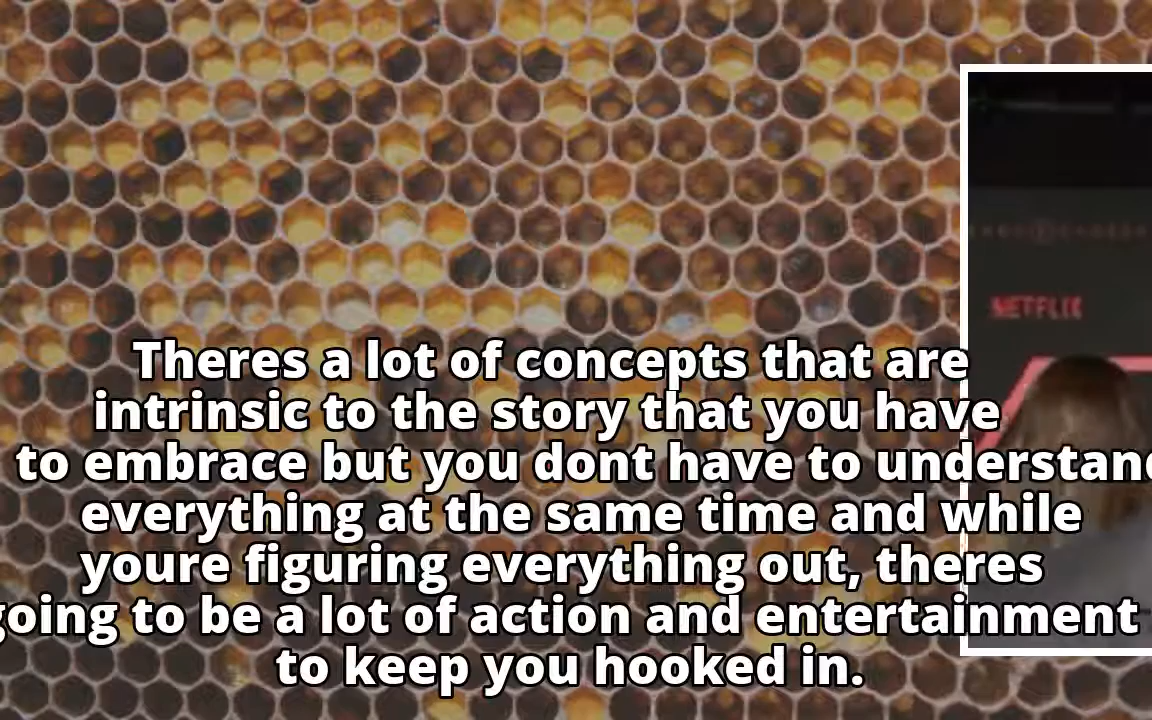 NETFLIX
Theres a lot of concepts that are
intrinsic to the story that you have
to embrace but you dont have to understand
everything at the same time and while
youre figuring everything out, theres
going to be a lot of action and entertainment
to keep you hooked in.